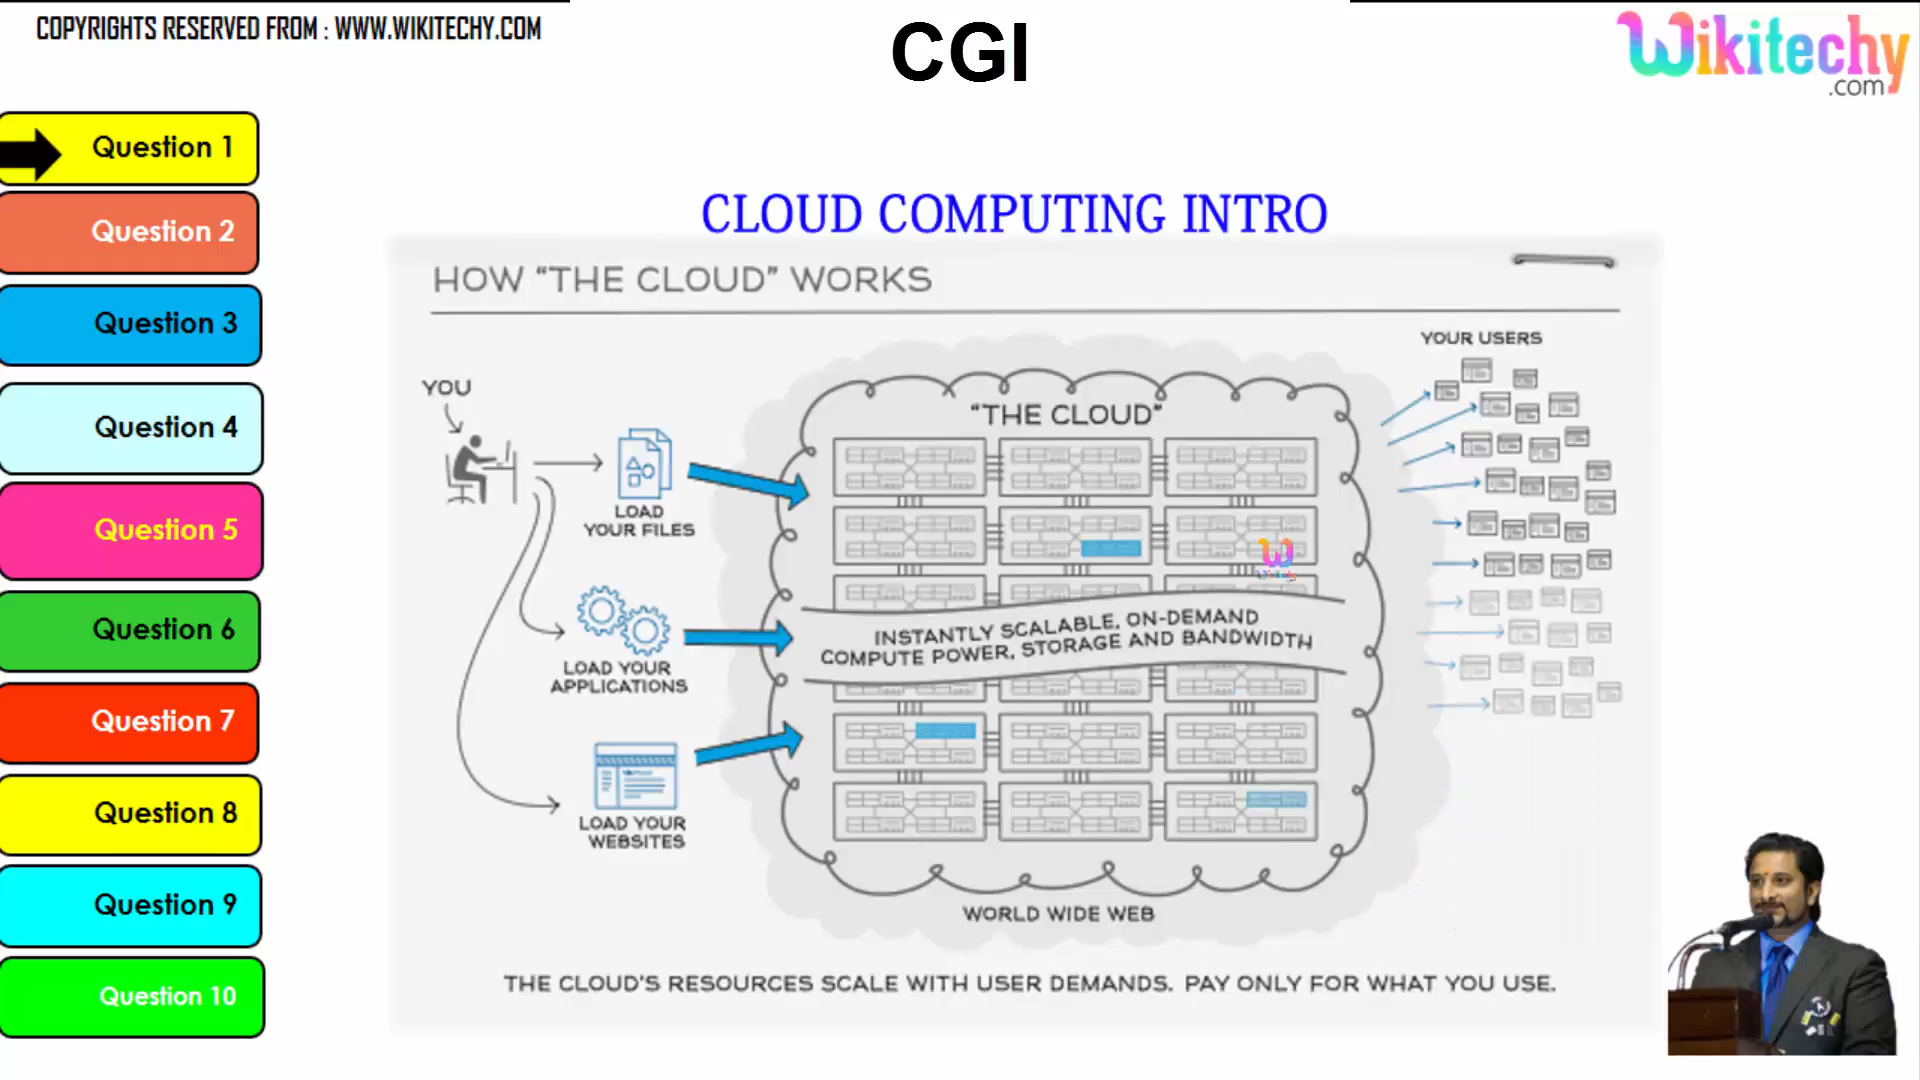 COPYRIGHTS RESERVED FROM : WWW.WIKITECHY.COM
CGI
Wikitechy
.com
Question 1
Question 2
Question 3
Question 4
Question 5
Question 6
Question 7
Question 8
Question 9
Question 10
CLOUD COMPUTING INTRO
HOW “THE CLOUD” WORKS
YOU
LOAD
YOUR FILES
LOAD YOUR
APPLICATIONS
LOAD YOUR
WEBSITES
“THE CLOUD”
INSTANTLY SCALABLE, ON-DEMAND
COMPUTE POWER, STORAGE AND BANDWIDTH
WORLD WIDE WEB
YOUR USERS
THE CLOUD'S RESOURCES SCALE WITH USER DEMANDS. PAY ONLY FOR WHAT YOU USE.